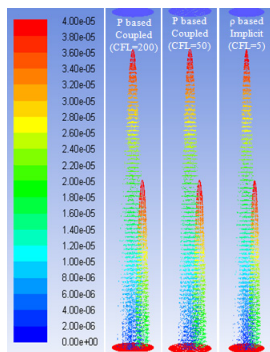 4.00e-05
3.80e-05
3.60e-05
3.40e-05
3.20e-05
3.00e-05
2.80e-05
2.60e-05
2.40e-05
2.20e-05
2.00e-05
1.80e-05
1.60e-05
1.40e-05
1.20e-05
1.00e-05
8.00e-06
6.00e-06
4.00e-06
2.00e-06
0.00e+00
P based
Coupled
(CFL=200)
P based
Coupled
(CFL=50)
ρ based
Implicit
(CFL=5)